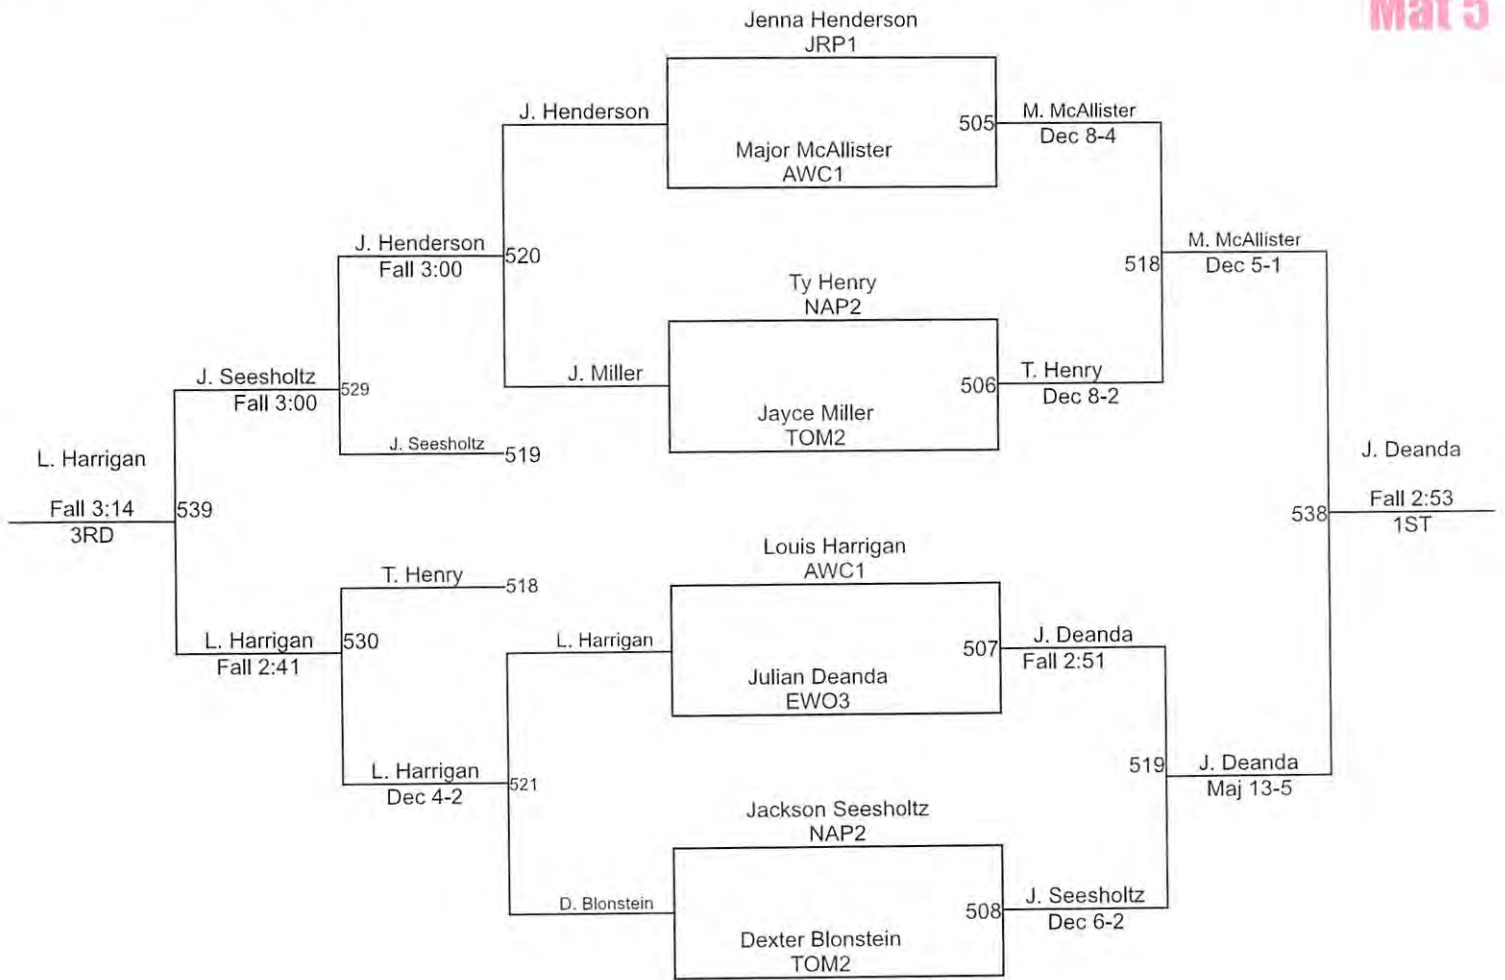 Mat 5
Jenna Henderson
JRP1
J. Henderson
505
M. McAllister
Dec 8-4
Major McAllister
AWC1
J. Henderson
Fall 3:00
520
M. McAllister
Dec 5-1
518
Ty Henry
NAP2
J. Miller
506
T. Henry
Dec 8-2
Jayce Miller
TOM2
J. Seesholtz
Fall 3:00
529
J. Seesholtz
519
L. Harrigan
Fall 3:14
3RD
539
J. Deanda
Fall 2:53
1ST
538
Louis Harrigan
AWC1
T. Henry
518
L. Harrigan
Fall 2:41
530
L. Harrigan
507
J. Deanda
Fall 2:51
Julian Deanda
EWO3
L. Harrigan
Dec 4-2
521
519
J. Deanda
Maj 13-5
Jackson Seesholtz
NAP2
D. Blonstein
508
J. Seesholtz
Dec 6-2
Dexter Blonstein
TOM2